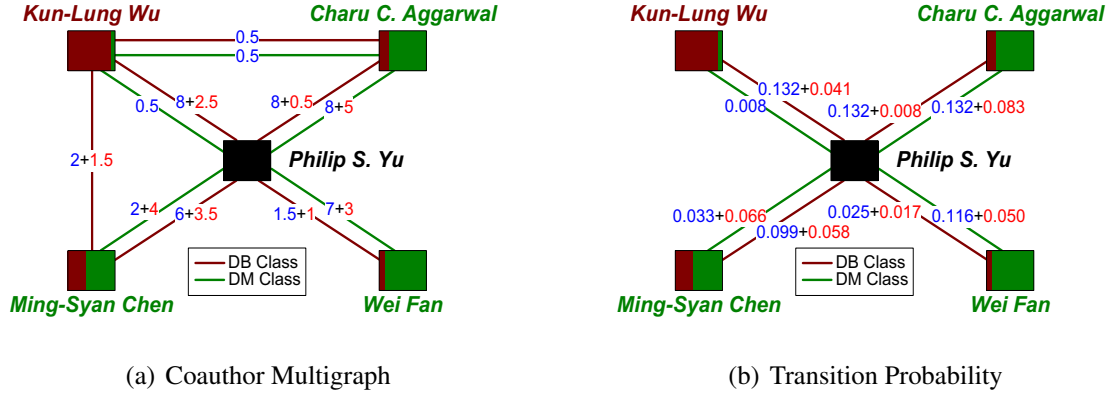 Kun-Lung Wu
Charu C. Aggarwal
0.5
0.5
0.5
8+2.5
8+0.5
8+5
2+1.5
Philip S. Yu
2+4
6+3.5
1.5+1
7+3
DB Class
DM Class
Ming-Syan Chen
Wei Fan
(a) Coauthor Multigraph
Kun-Lung Wu
Charu C. Aggarwal
0.132+0.041
0.008
0.132+0.008
0.132+0.083
Philip S. Yu
0.033+0.066
0.099+0.058
0.025+0.017
0.116+0.050
DB Class
DM Class
Ming-Syan Chen
Wei Fan
(b) Transition Probability